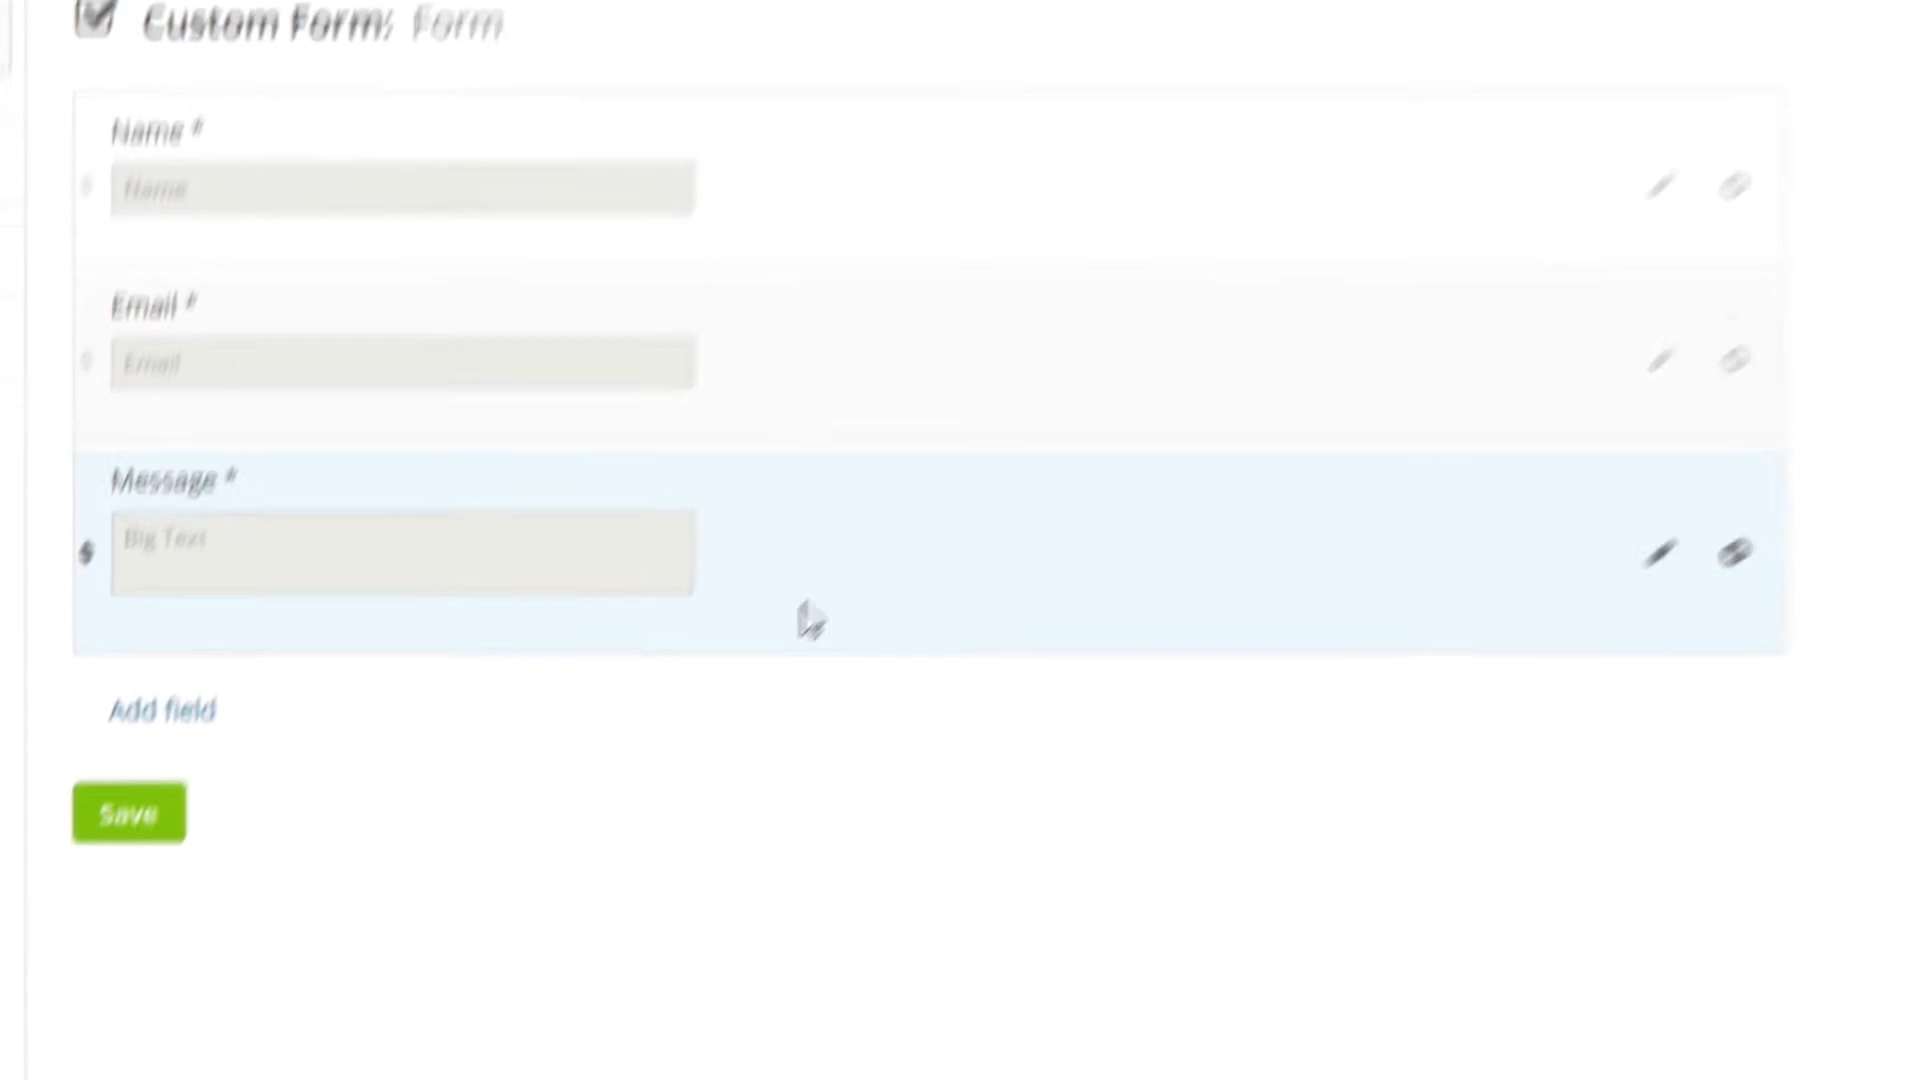 Custom Form: Form
Name *
Name
Email *
Email
Message *
Big Text
Add field
Save